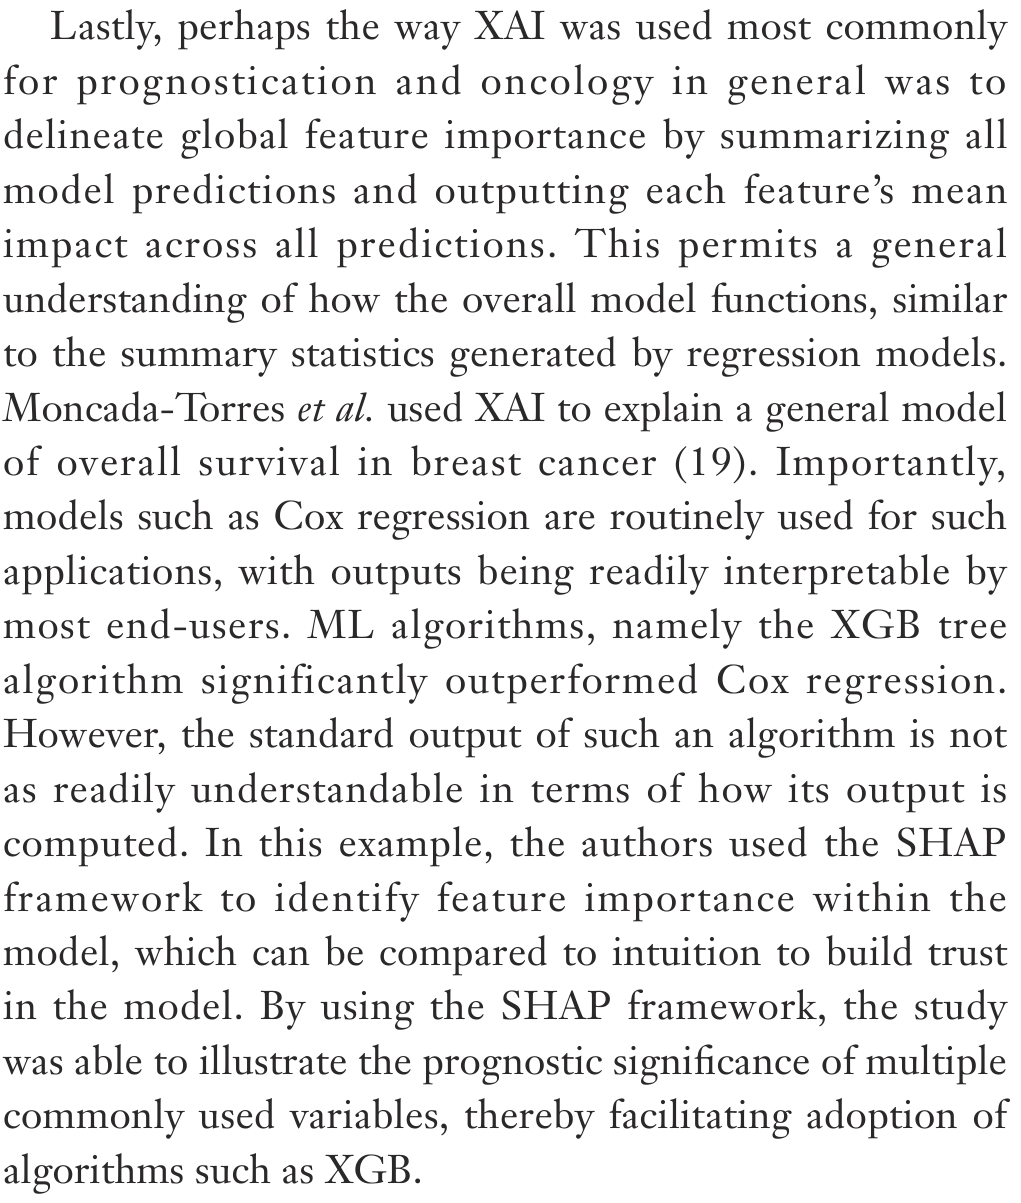 Lastly, perhaps the way XAI was used most commonly
for prognostication and oncology in general was to
delineate global feature importance by summarizing all
model predictions and outputting each feature’s mean
impact across all predictions. This permits a general
understanding of how the overall model functions, similar
to the summary statistics generated by regression models.
Moncada-Torres et al. used XAI to explain a general model
of overall survival in breast cancer (19). Importantly,
models such as Cox regression are routinely used for such
applications, with outputs being readily interpretable by
most end-users. ML algorithms, namely the XGB tree
algorithm significantly outperformed Cox regression.
However, the standard output of such an algorithm is not
as readily understandable in terms of how its output is
computed. In this example, the authors used the SHAP
framework to identify feature importance within the
model, which can be compared to intuition to build trust
in the model. By using the SHAP framework, the study
was able to illustrate the prognostic significance of multiple
commonly used variables, thereby facilitating adoption of
algorithms such as XGB.